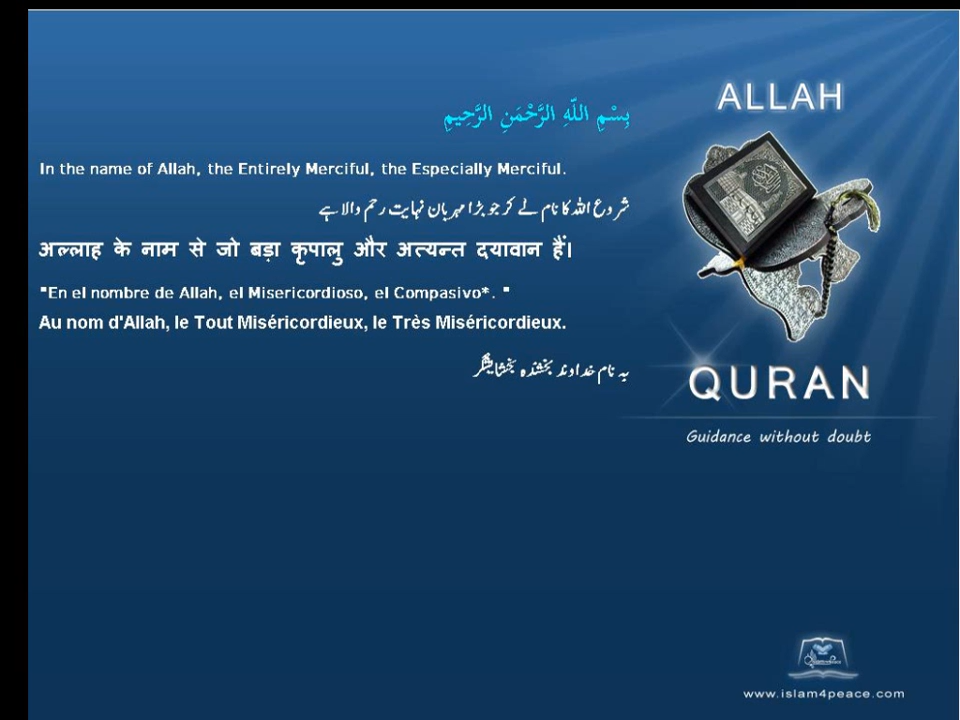 بِسْمِ اللّهِ الرَّحْمَنِ الرَّحِيمِ
In the name of Allah, the Entirely Merciful, the Especially Merciful.
شروع الله کا نام لے کر جو بڑا مہربان نہایت رحم والا ہے
अल्लाह के नाम से जो बड़ा कृपालु और अत्यन्त दयावान हैं।
"En el nombre de Allah, el Misericordioso, el Compasivo*. "
Au nom d'Allah, le Tout Miséricordieux, le Très Miséricordieux.
به نام خداوند بخشنده بخشایشگر
ALLAH
QURAN
Guidance without doubt
www.islam4peace.com